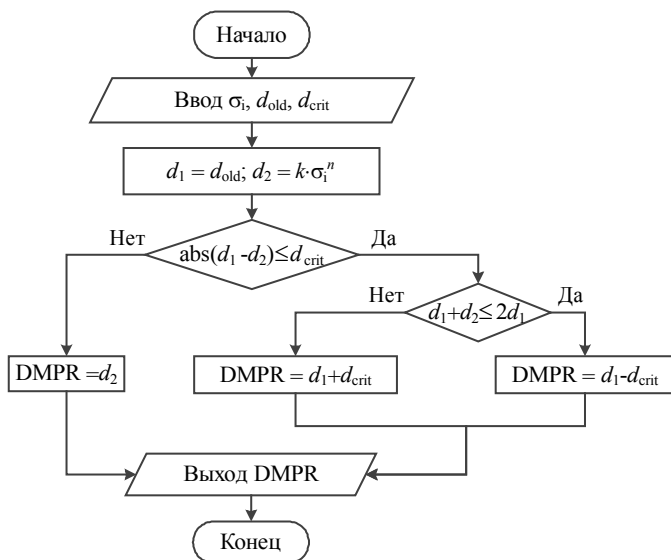 Начало
Ввод σi, dold, dcrit
d1 = dold; d2 = k·σi^n
Нет
abs(d1 -d2)≤dcrit
Да
Нет
d1+d2≤2d1
Да
DMPR =d2
DMPR = d1+dcrit
DMPR = d1-dcrit
Выход DMPR
Конец